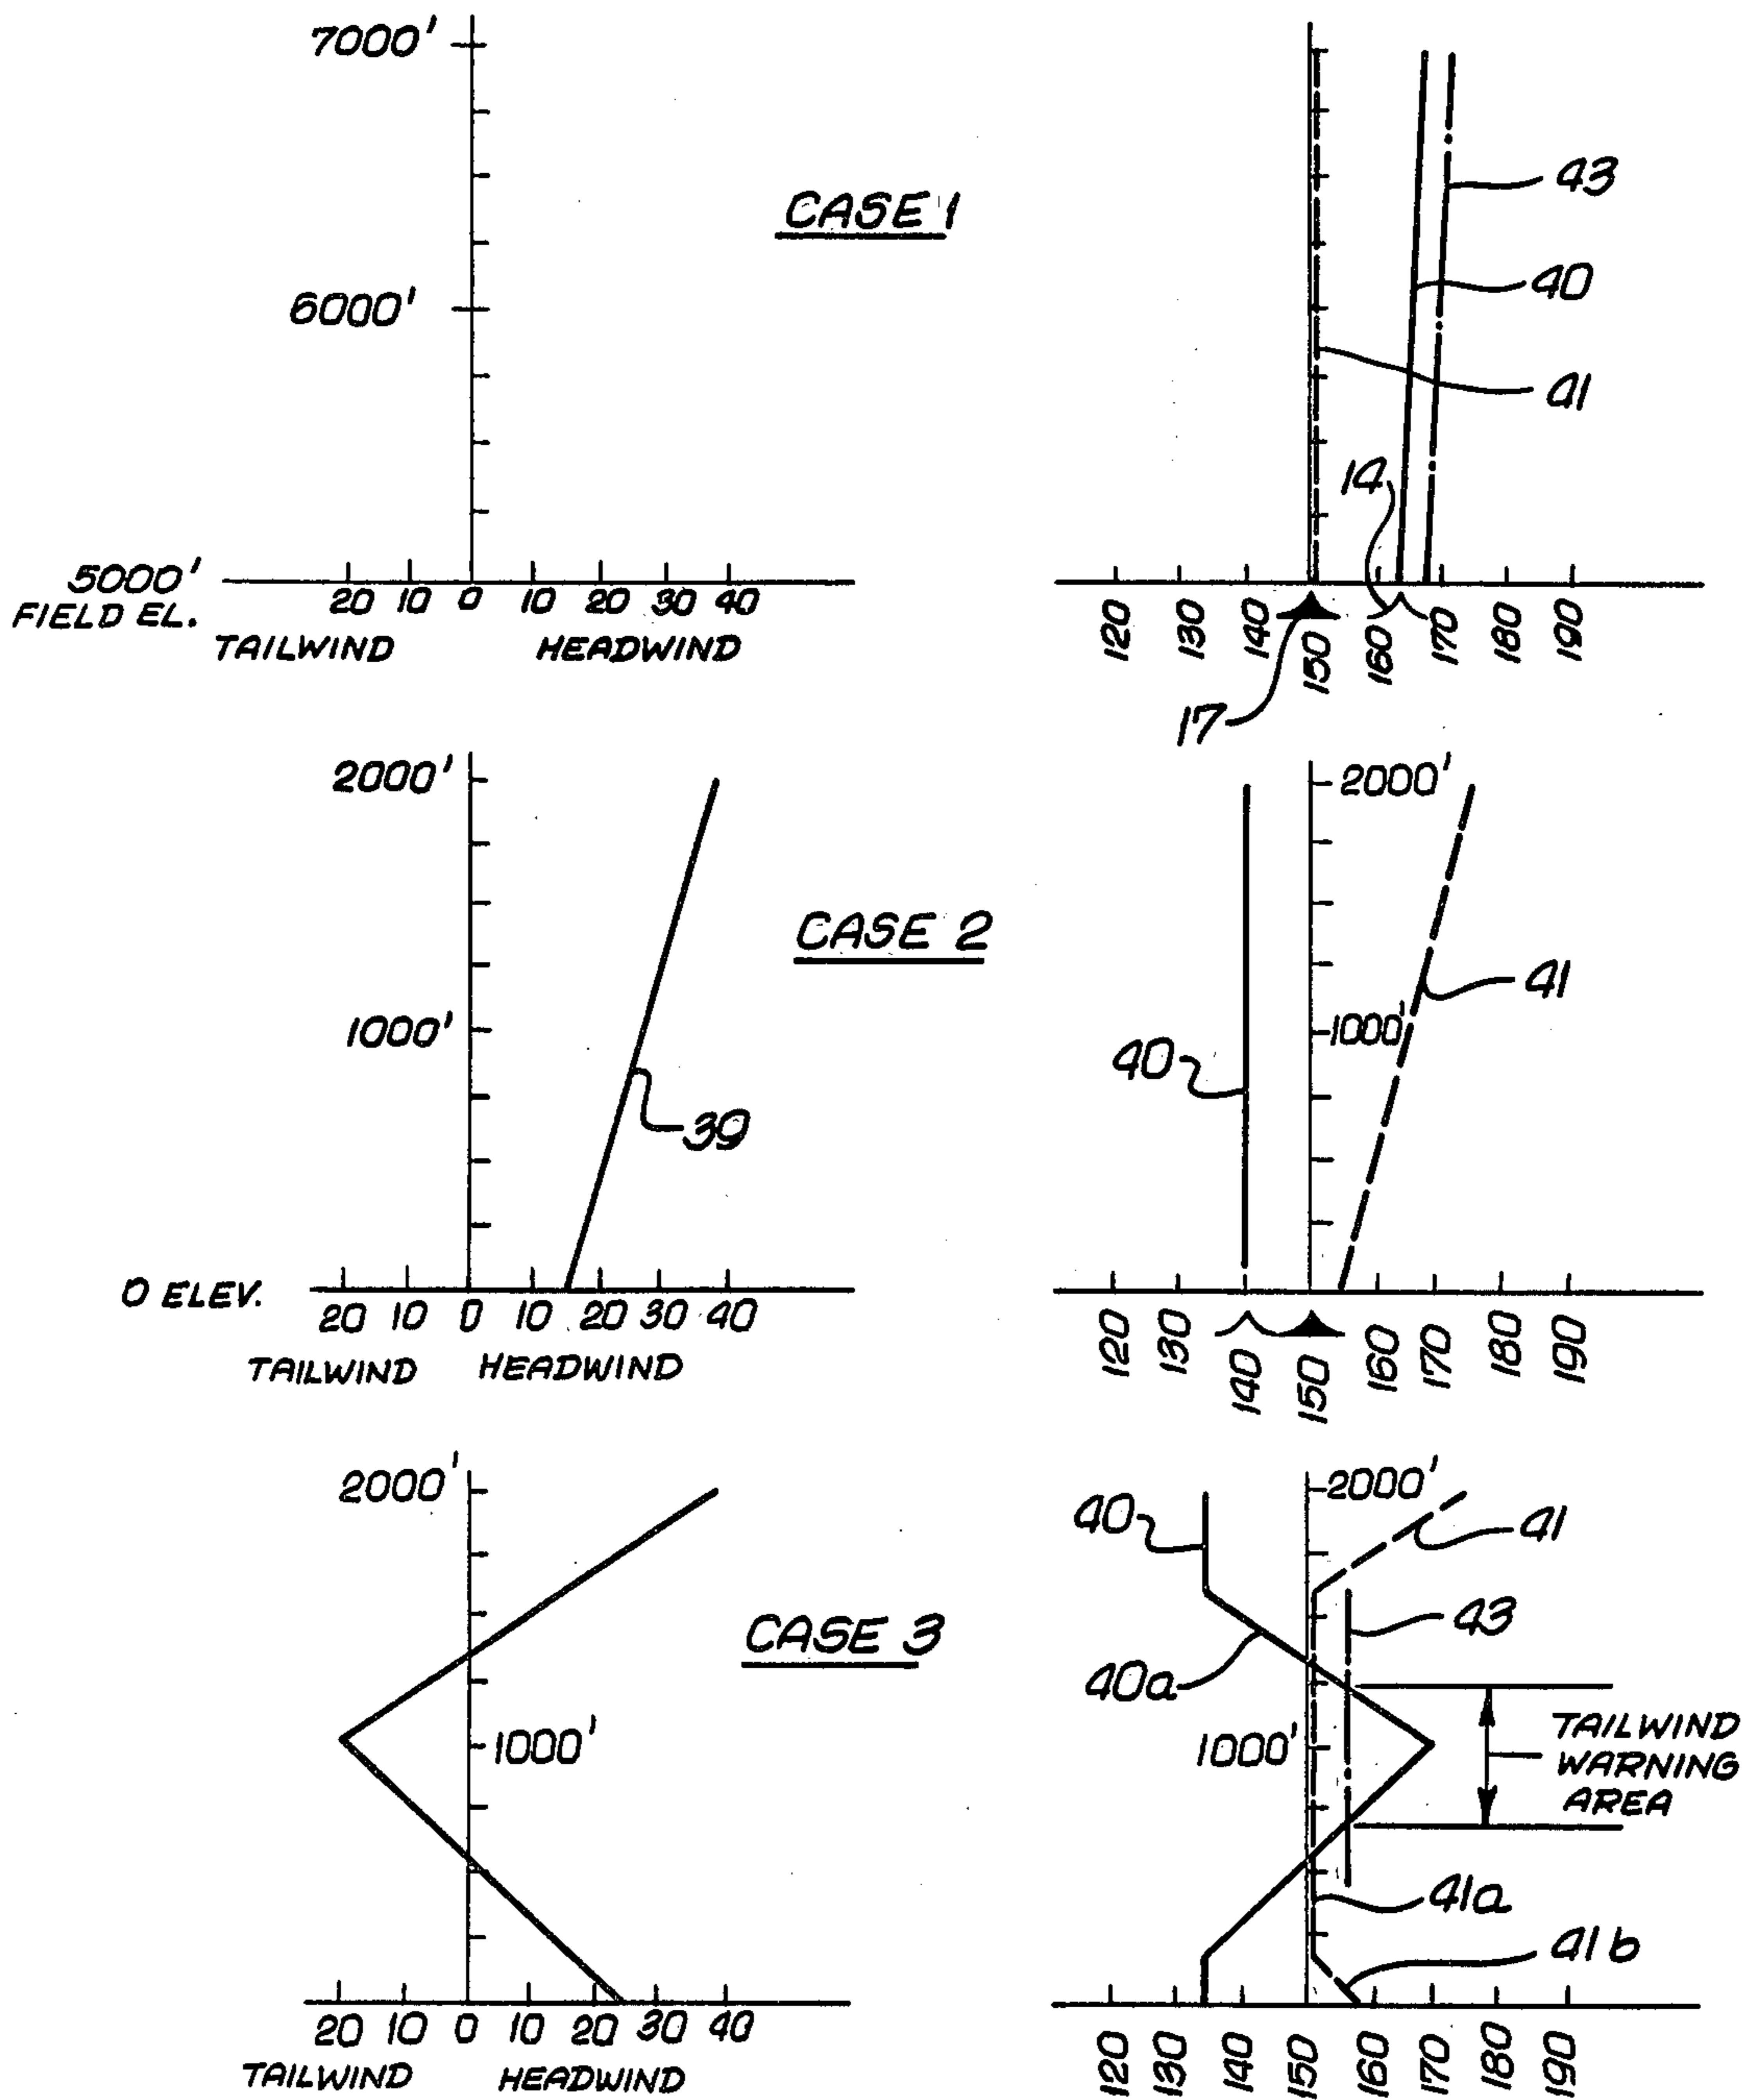 7000'
6000'
5000'
FIELD EL.
20 10 0 10 20 30 40
TAILWIND HEADWIND
CASE 1
43
40
41
14
120 130 140 150 160 170 180 190
17
2000'
1000'
0 ELEV.
20 10 0 10 20 30 40
TAILWIND HEADWIND
39
CASE 2
2000'
1000'
40
41
120 130 140 150 160 170 180 190
2000'
1000'
20 10 0 10 20 30 40
TAILWIND HEADWIND
CASE 3
2000'
40
41
43
40a
1000'
TAILWIND
WARNING
AREA
41a
41b
120 130 140 150 160 170 180 190